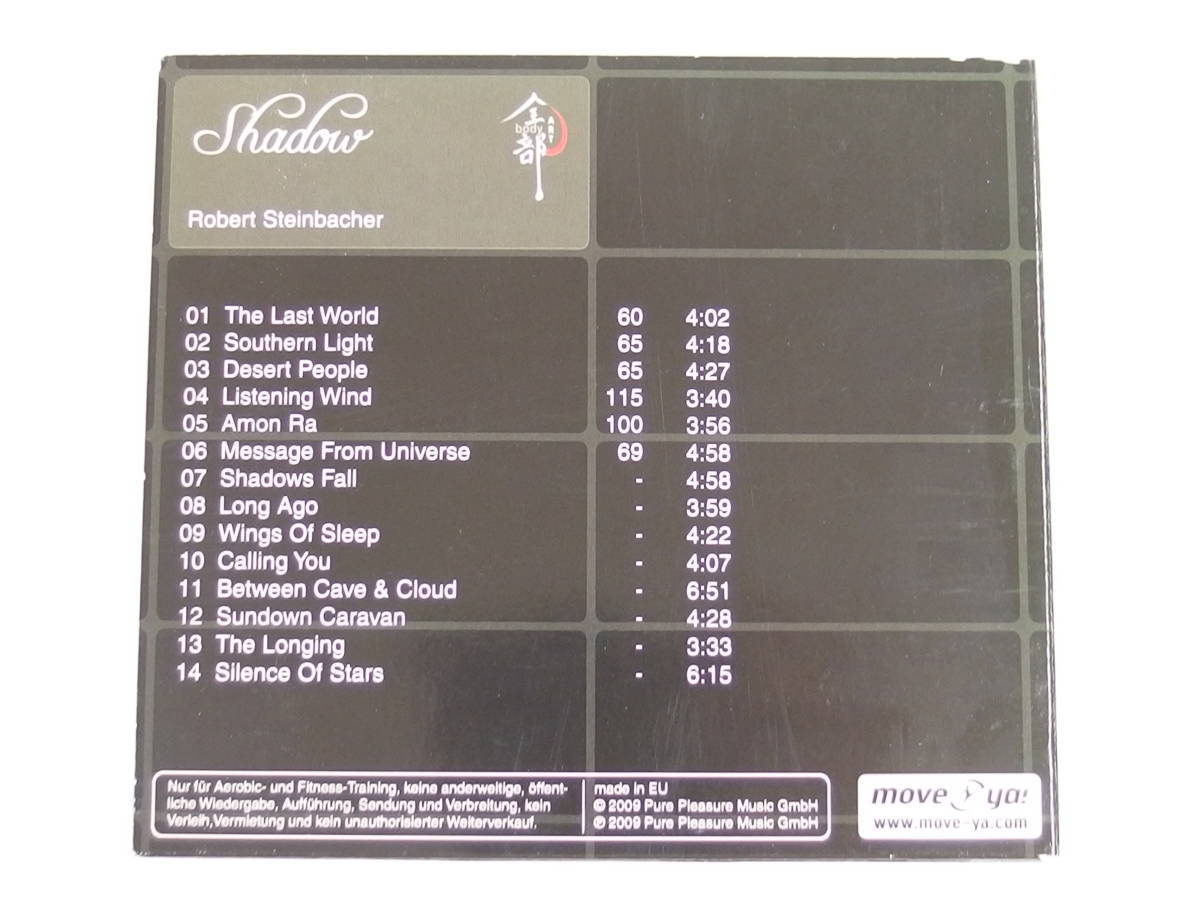 Shadow
全部
body
ART
Robert Steinbacher
01 The Last World 60 4:02
02 Southern Light 65 4:18
03 Desert People 65 4:27
04 Listening Wind 115 3:40
05 Amon Ra 100 3:56
06 Message From Universe 69 4:58
07 Shadows Fall - 4:58
08 Long Ago - 3:59
09 Wings Of Sleep - 4:22
10 Calling You - 4:07
11 Between Cave & Cloud - 6:51
12 Sundown Caravan - 4:28
13 The Longing - 3:33
14 Silence Of Stars - 6:15
Nur für Aerobic- und Fitness-Training, keine anderweitige, öffent-
liche Wiedergabe, Aufführung, Sendung und Verbreitung, kein
Verleih,Vermietung und kein unauthorisierter Weiterverkauf.
made in EU
© 2009 Pure Pleasure Music GmbH
℗ 2009 Pure Pleasure Music GmbH
move ya!
www.move-ya.com